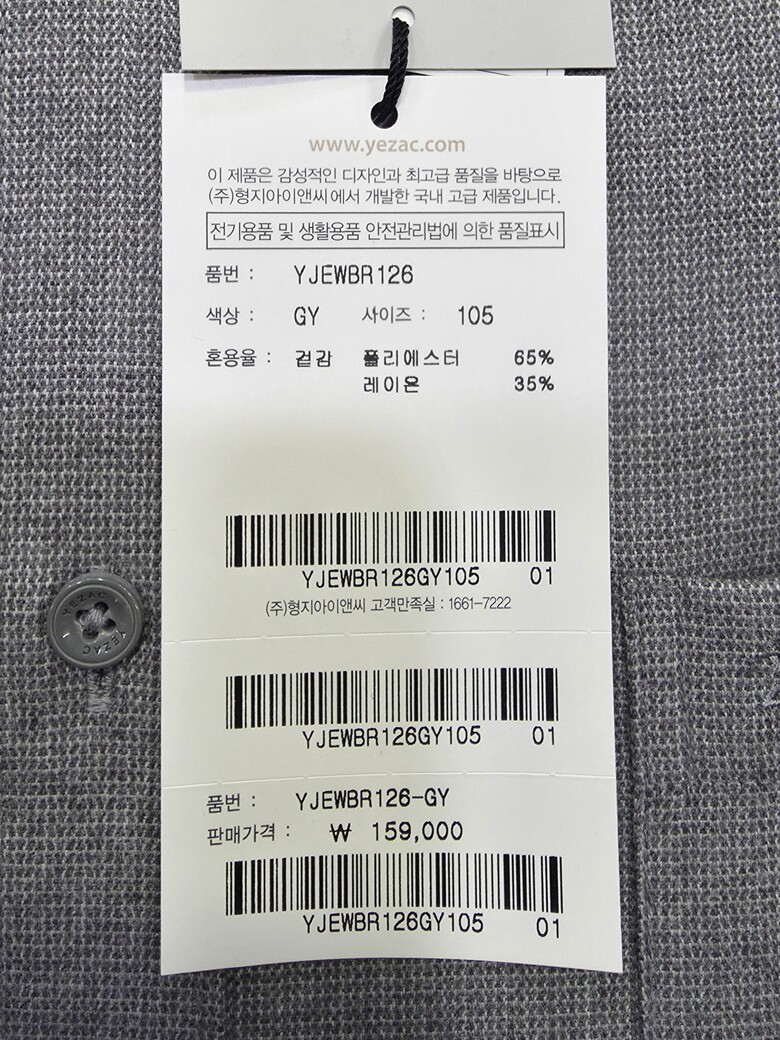 www.yezac.com
이 제품은 감성적인 디자인과 최고급 품질을 바탕으로
(주)형지아이앤씨에서 개발한 국내 고급 제품입니다.
전기용품 및 생활용품 안전관리법에 의한 품질표시
품번 : YJEWBR126
색상 : GY 사이즈 : 105
혼용율 : 겉감 폴리에스터 65%
레이온 35%
YJEWBR126GY105 01
(주)형지아이앤씨 고객만족실 : 1661-7222
YEZAC YEZAC
YJEWBR126GY105 01
품번 : YJEWBR126-GY
판매가격 : ₩ 159,000
YJEWBR126GY105 01